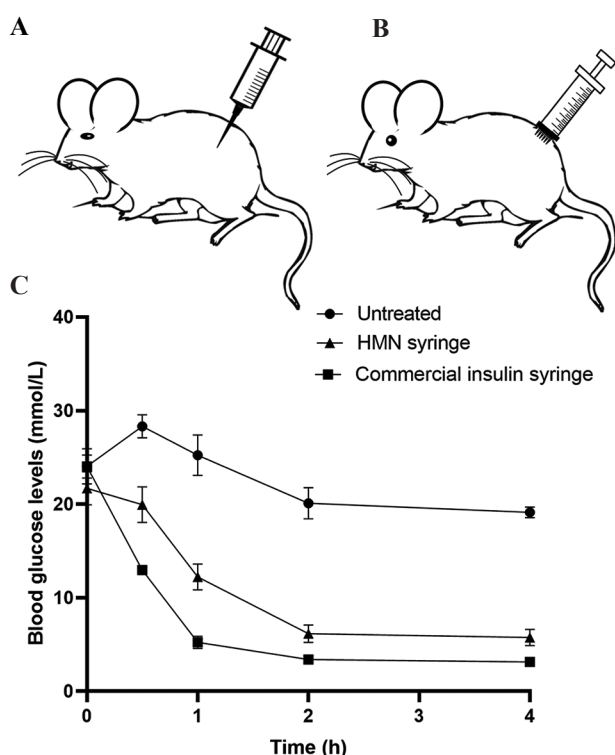 A
B
C
Untreated
HMN syringe
Commercial insulin syringe
Blood glucose levels (mmol/L)
40
30
20
10
0
0
1
2
3
4
Time (h)